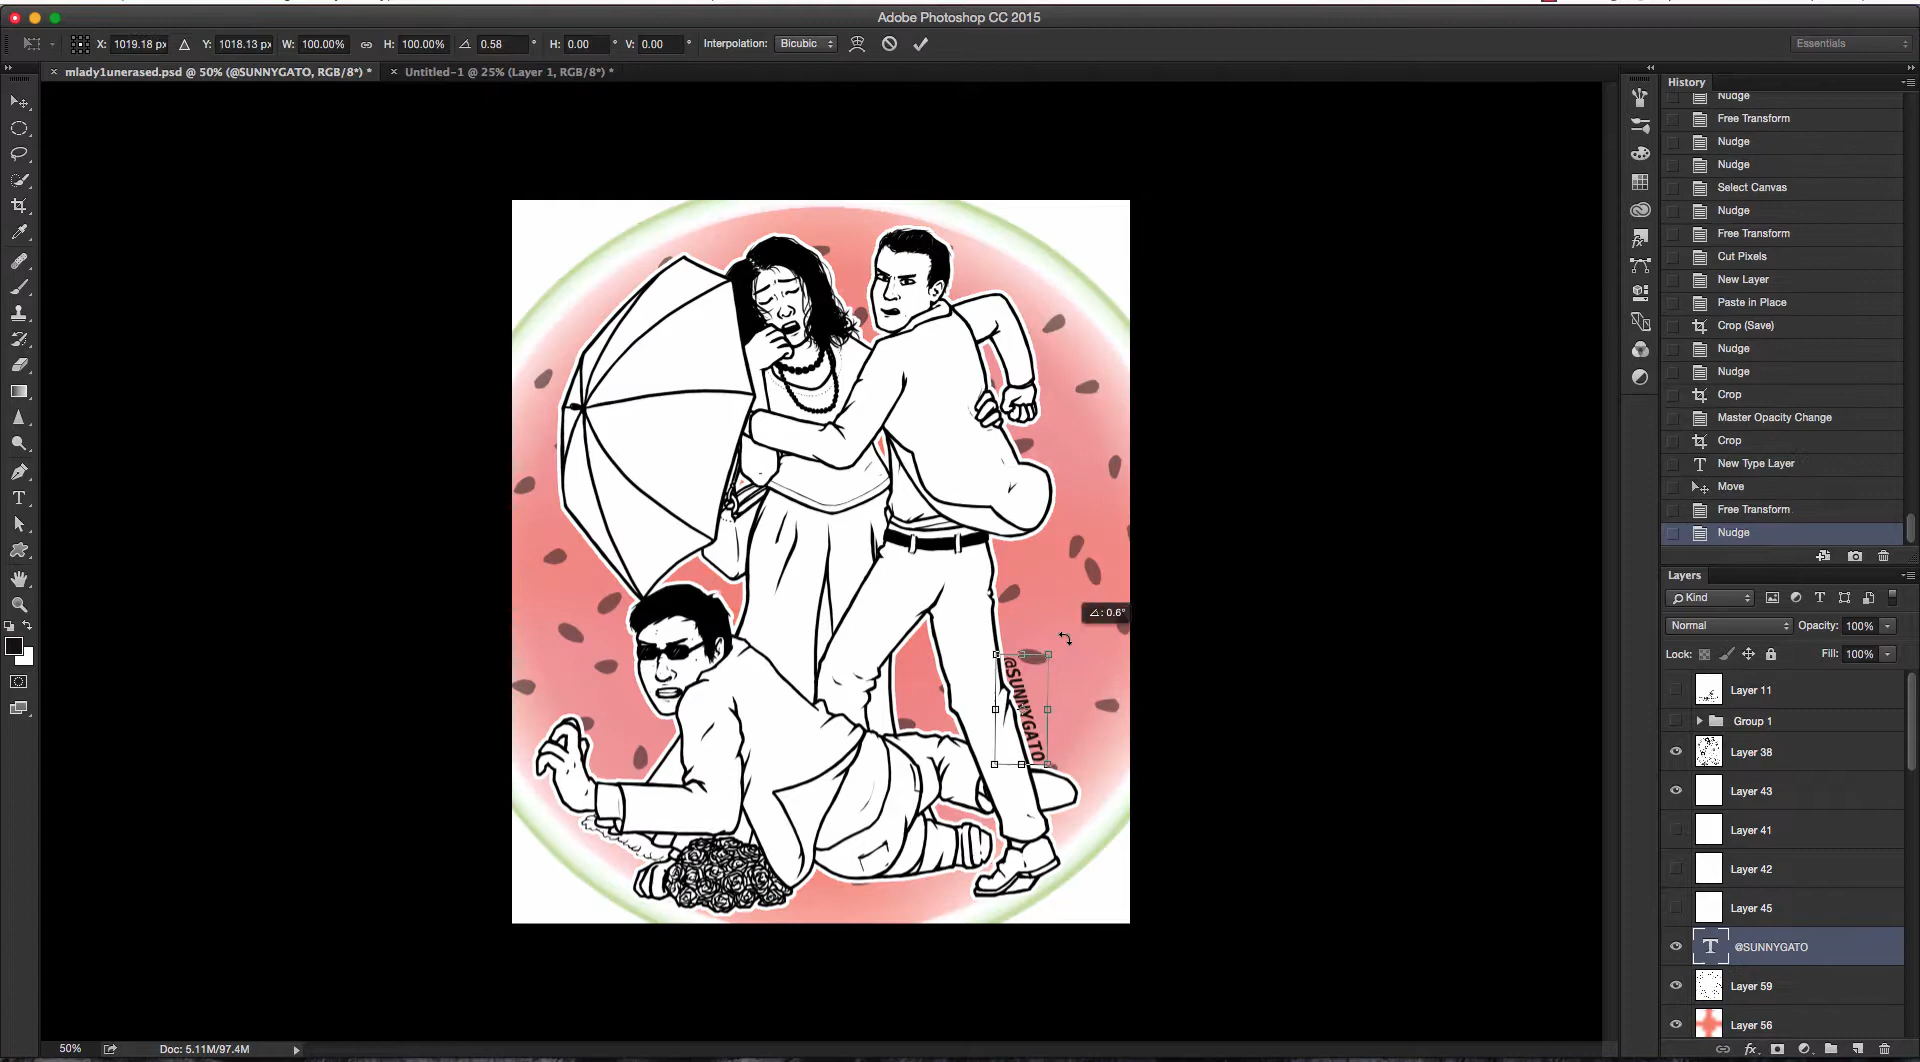 Adobe Photoshop CC 2015
X: 1019.18 px Y: 1018.13 px W: 100.00% H: 100.00% 0.58 ° H: 0.00 ° V: 0.00 ° Interpolation: Bicubic Essentials
mlady1unerased.psd @ 50% (@SUNNYGATO, RGB/8*) * Untitled-1 @ 25% (Layer 1, RGB/8*) *
History
Nudge
Free Transform
Nudge
Nudge
Select Canvas
Nudge
Free Transform
Cut Pixels
New Layer
Paste in Place
Crop (Save)
Nudge
Nudge
Crop
Master Opacity Change
Crop
New Type Layer
Move
Free Transform
Nudge
Layers
Kind
Normal Opacity: 100%
Lock: Fill: 100%
Layer 11
Group 1
Layer 38
Layer 43
Layer 41
Layer 42
Layer 45
@SUNNYGATO
Layer 59
Layer 56
: 0.6°
@SUNNYGATO
50% Doc: 5.11M/97.4M